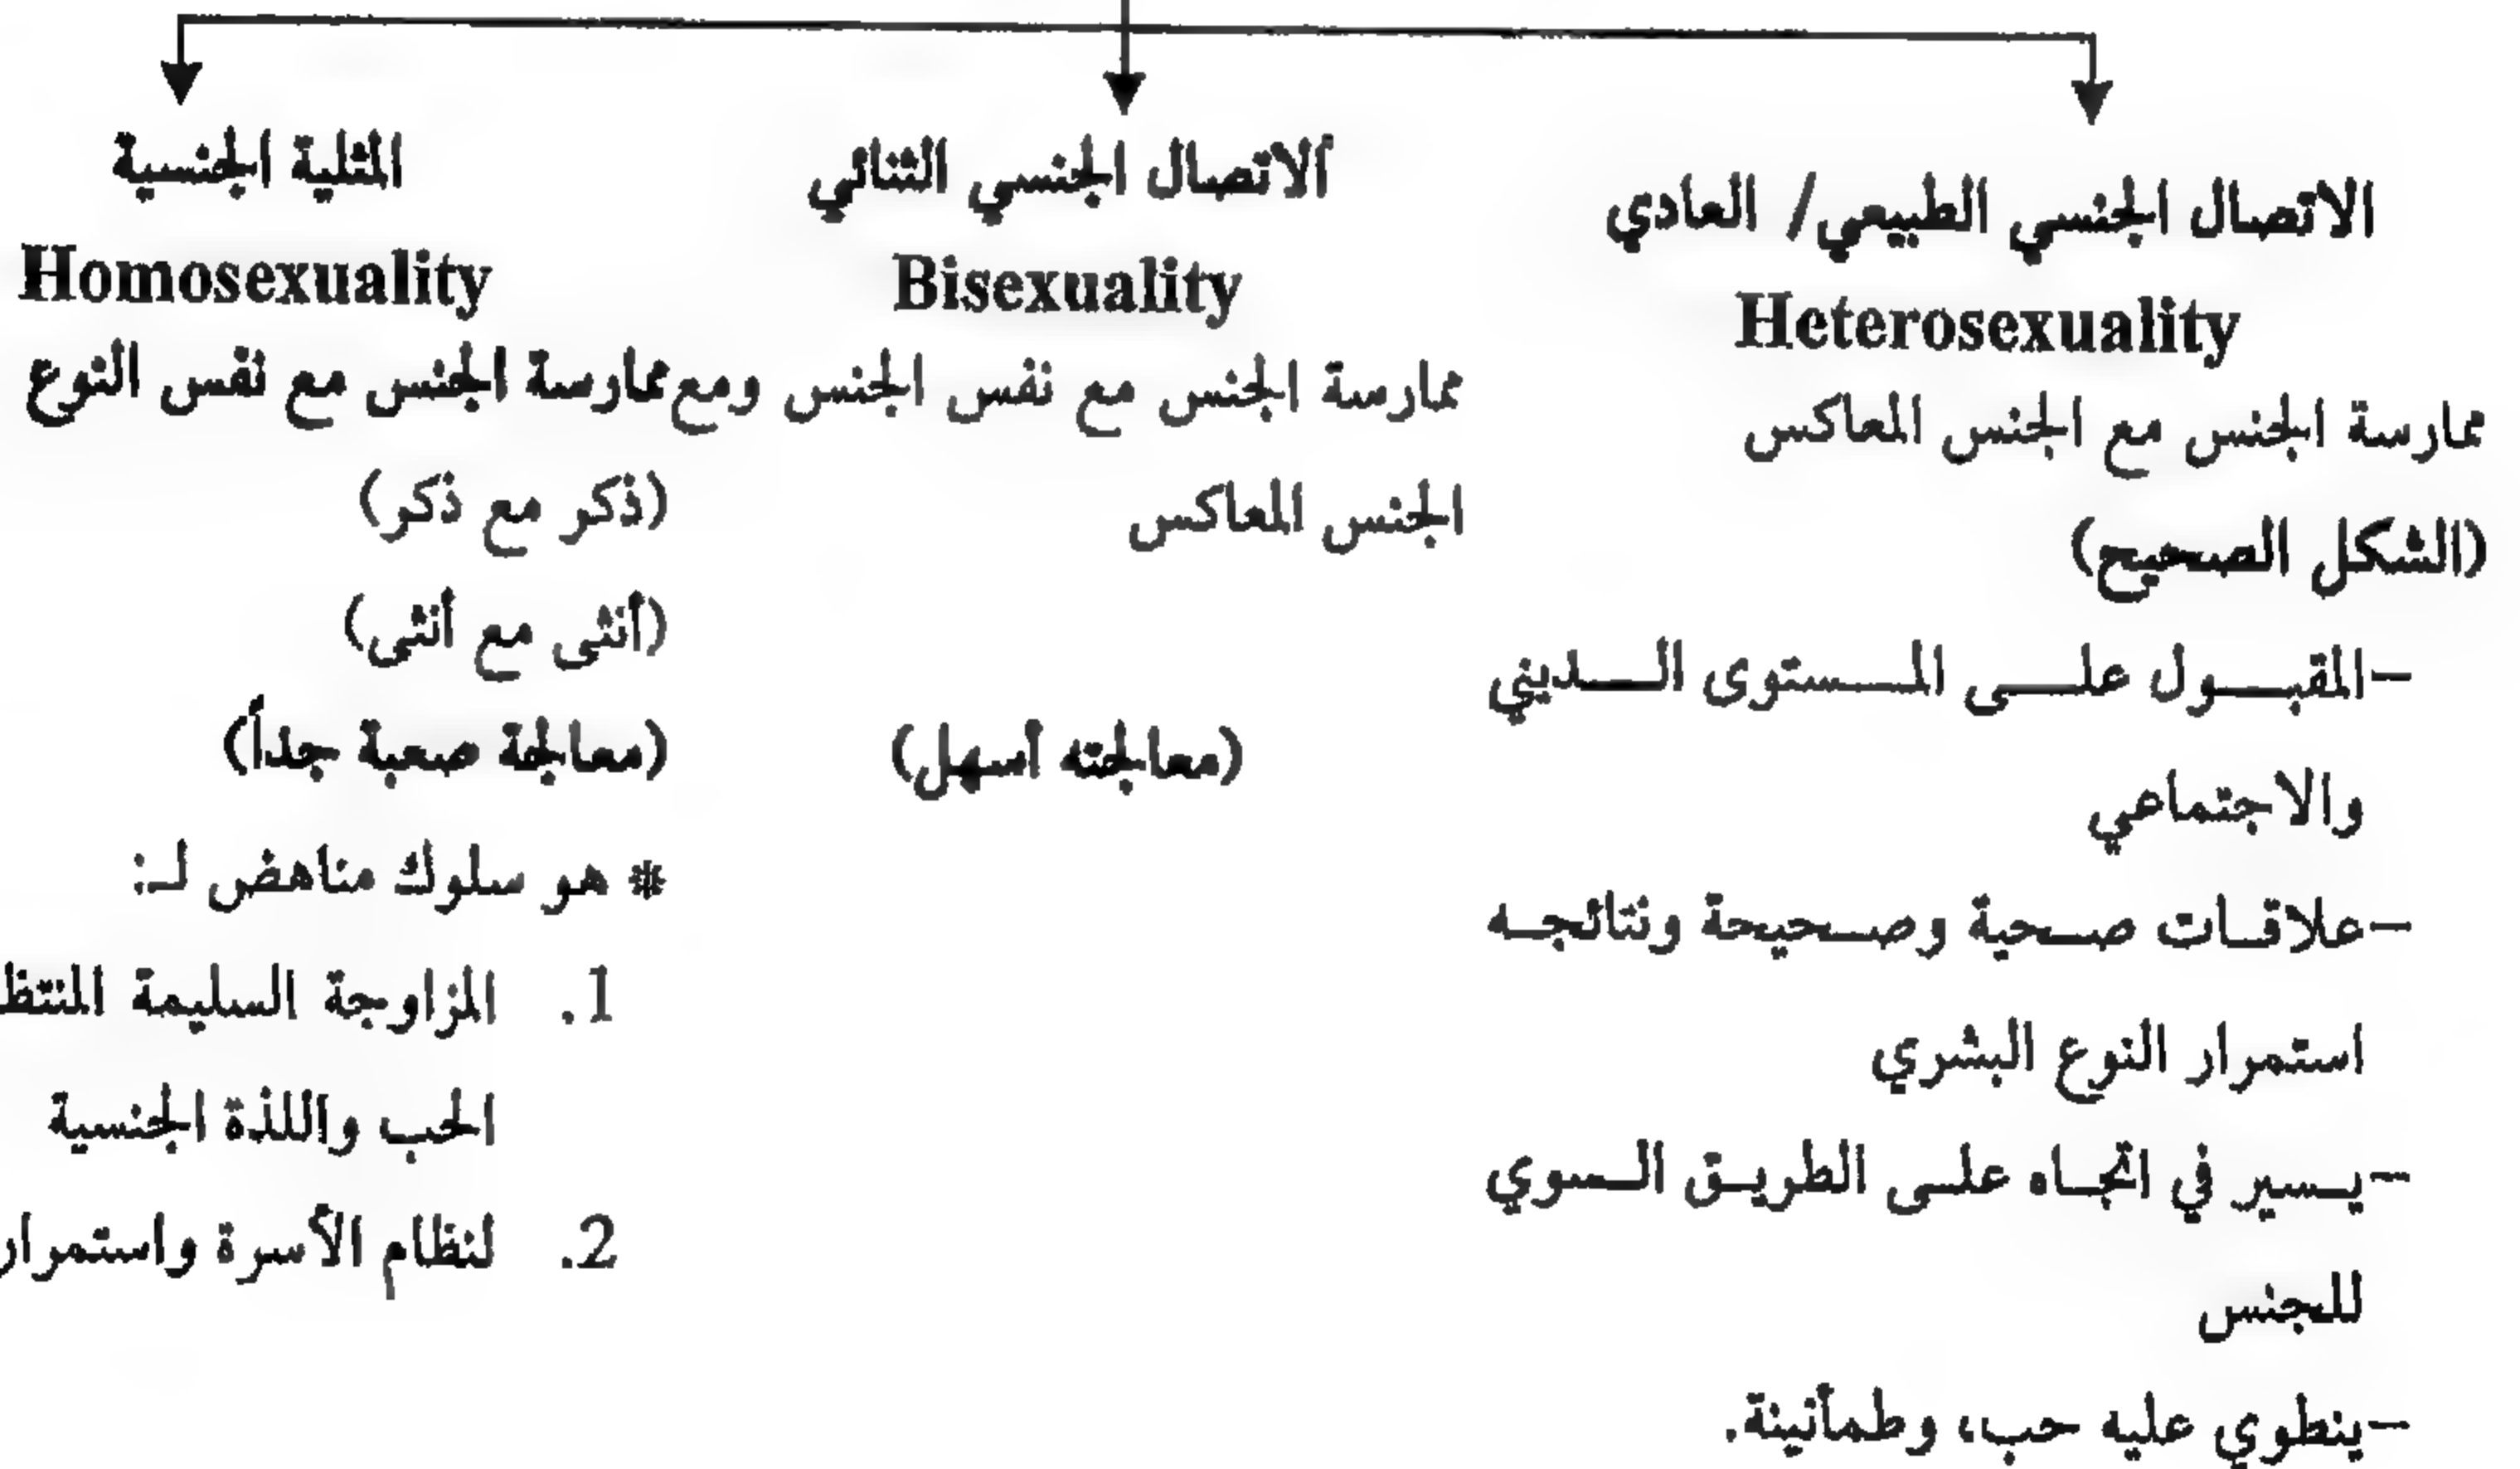 الاتصال الجنسي الطبيعي/ العادي
Heterosexuality
ممارسة الجنس مع الجنس المعاكس
(الشكل الصحيح)
-المقبول على المستوى الديني
والاجتماعي
-علاقات صحية وصحيحة ونتائجه
استمرار النوع البشري
-يسير في اتجاه على الطريق السوي
للجنس
-ينطوي عليه حب، وطمأنينة.
الاتصال الجنسي الثنائي
Bisexuality
ممارسة الجنس مع نفس الجنس ومع
الجنس المعاكس
(معالجته أسهل)
المثلية الجنسية
Homosexuality
ممارسة الجنس مع نفس النوع
(ذكر مع ذكر)
(أنثى مع أنثى)
(معالجة صعبة جداً)
* هو سلوك مناهض لـ:
1. المزاوجة السليمة
الحب واللذة الجنسية
2. لنظام الأسرة واستمرار